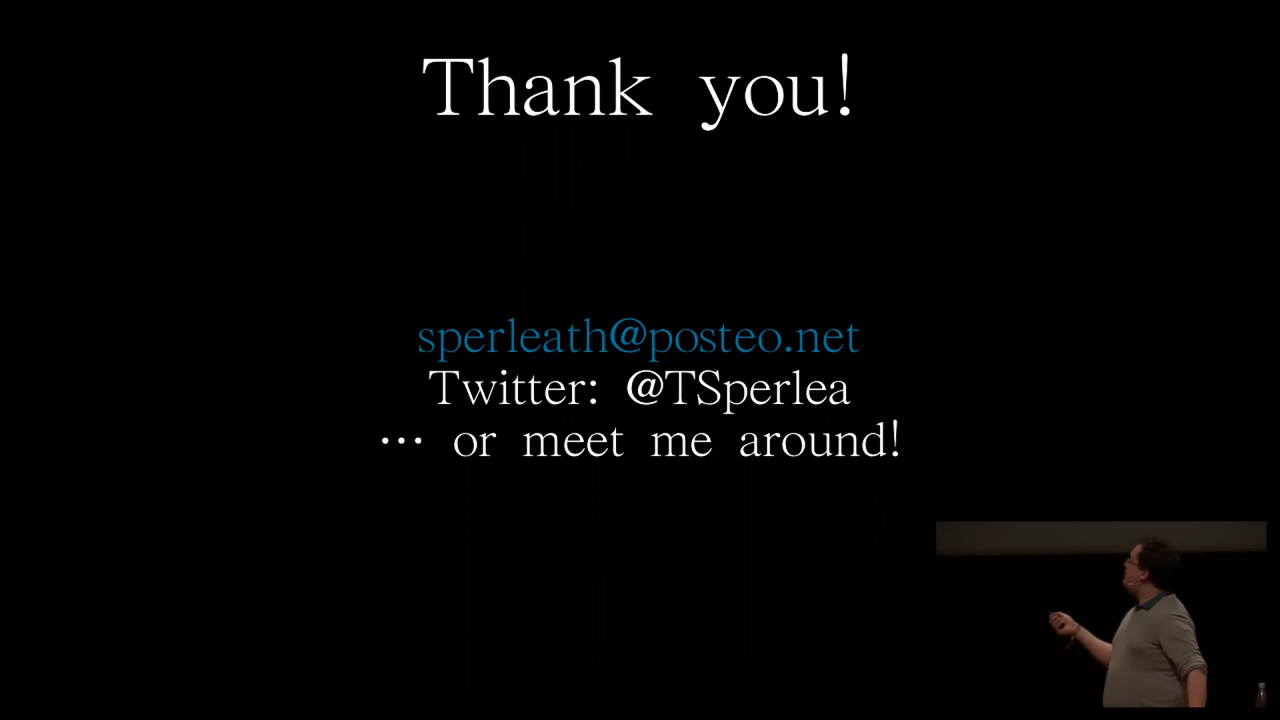 Thank you!
sperleath@posteo.net
Twitter: @TSperlea
… or meet me around!